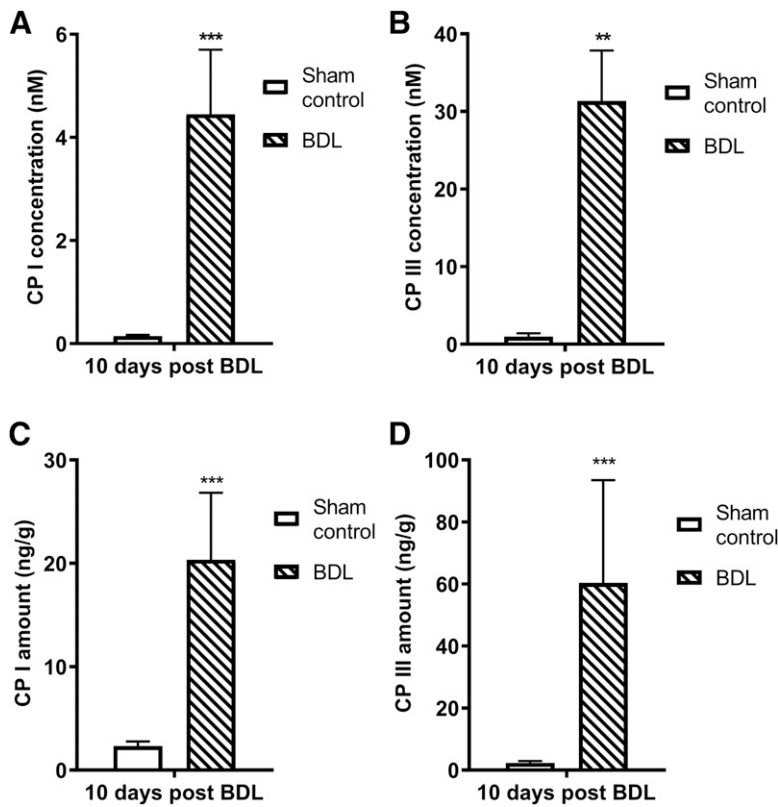 A
CP I concentration (nM)
6
4
2
0
***
Sham
control
BDL
10 days post BDL
B
CP III concentration (nM)
40
30
20
10
0
**
Sham
control
BDL
10 days post BDL
C
CP I amount (ng/g)
30
20
10
0
***
Sham
control
BDL
10 days post BDL
D
CP III amount (ng/g)
100
80
60
40
20
0
***
Sham
control
BDL
10 days post BDL